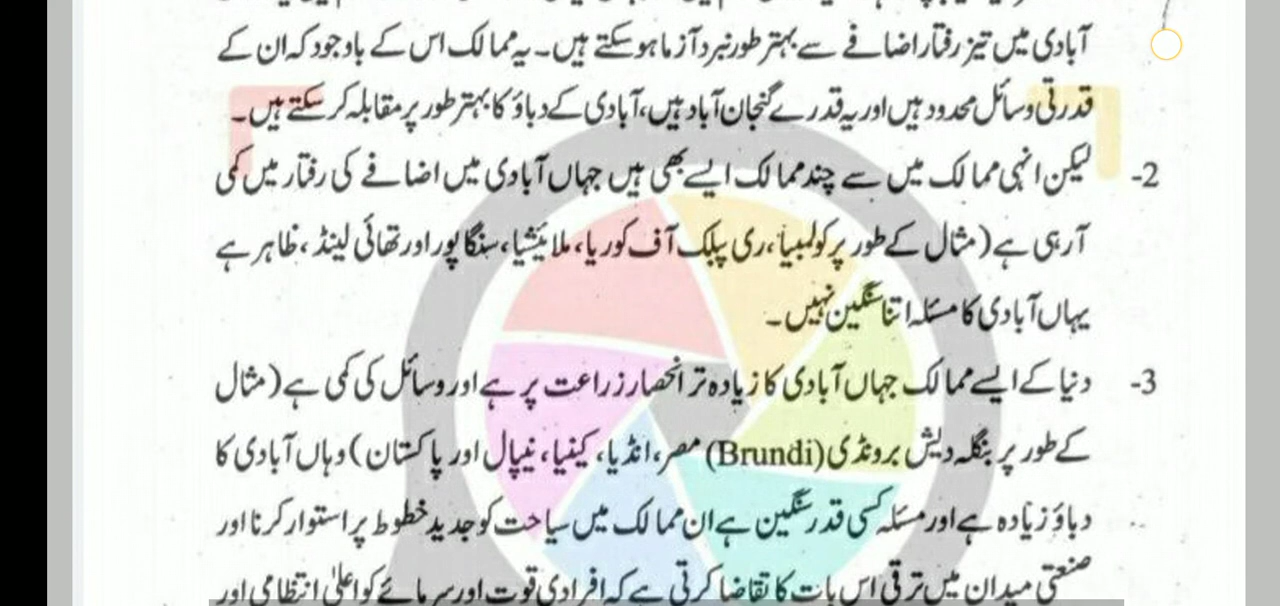 آبادی میں تیز رفتار اضافے سے بہتر طور نبرد آزما ہو سکتے ہیں۔ یہ ممالک اس کے باوجود کہ ان کے
قدرتی وسائل محدود ہیں اور یہ قدرے گنجان آباد ہیں، آبادی کے دباؤ کا بہتر طور پر مقابلہ کر سکتے ہیں۔
2- لیکن انہی ممالک میں سے چند ممالک ایسے بھی ہیں جہاں آبادی میں اضافے کی رفتار میں کمی
آرہی ہے (مثال کے طور پر کولمبیا، ری پبلک آف کوریا، ملائیشیا، سنگا پور اور تھائی لینڈ، ظاہر ہے
یہاں آبادی کا مسئلہ اتنا سنگین نہیں۔
3- دنیا کے ایسے ممالک جہاں آبادی کا زیادہ تر انحصار زراعت پر ہے اور وسائل کی کمی ہے (مثال
کے طور پر بنگلہ دیش برونڈی (Brundi) مصر، انڈیا، کینیا، نیپال اور پاکستان) وہاں آبادی کا
دباؤ زیادہ ہے اور مسئلہ کسی قدر سنگین ہے ان ممالک میں سیاحت کو جدید خطوط پر استوار کرنا اور
صنعتی میدان میں ترقی اس بات کا تقاضا کرتی ہے کہ افرادی قوت اور سرمائے کو اعلیٰ انتظامی اور